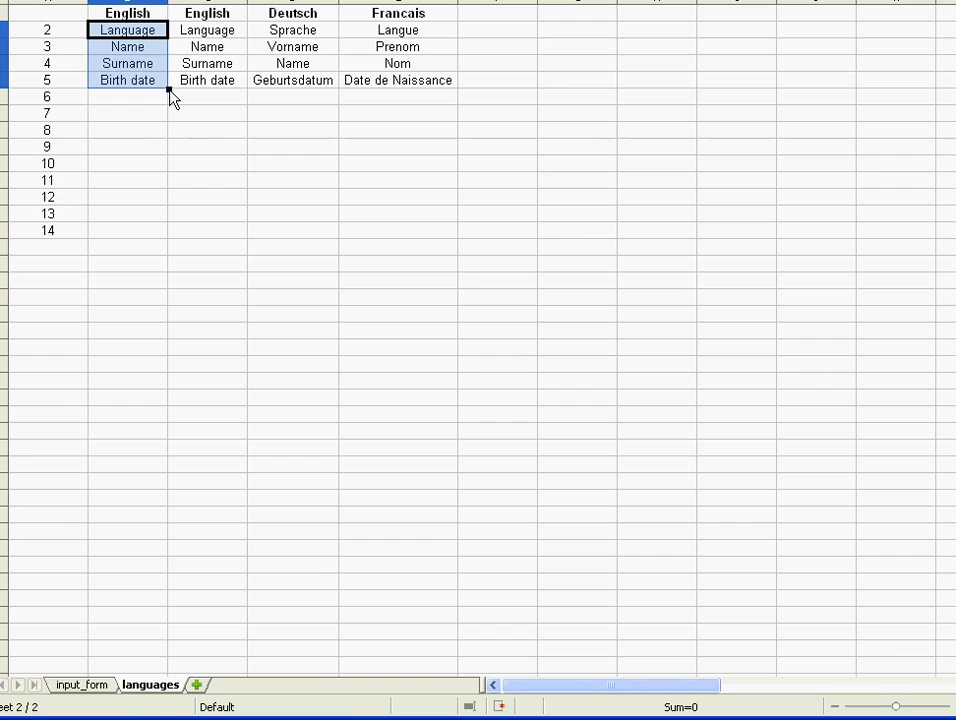 English English Deutsch Francais
2 Language Language Sprache Langue
3 Name Name Vorname Prenom
4 Surname Surname Name Nom
5 Birth date Birth date Geburtsdatum Date de Naissance
6
7
8
9
10
11
12
13
14
input_form languages
eet 2 / 2 Default Sum=0